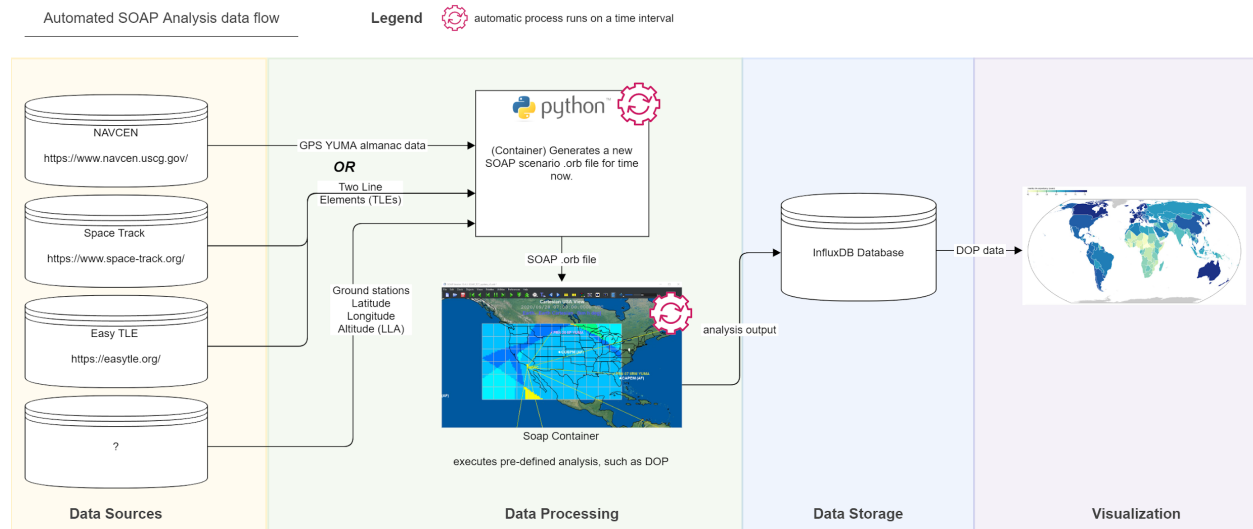 Automated SOAP Analysis data flow
Legend
automatic process runs on a time interval
NAVCEN
https://www.navcen.uscg.gov/
Space Track
https://www.space-track.org/
Easy TLE
https://easytle.org/
?
Data Sources
GPS YUMA almanac data
OR
Two Line
Elements (TLEs)
Ground stations
Latitude
Longitude
Altitude (LLA)
python™
(Container) Generates a new
SOAP scenario .orb file for time
now.
SOAP .orb file
Soap Container
executes pre-defined analysis, such as DOP
Data Processing
analysis output
InfluxDB Database
Data Storage
DOP data
Visualization